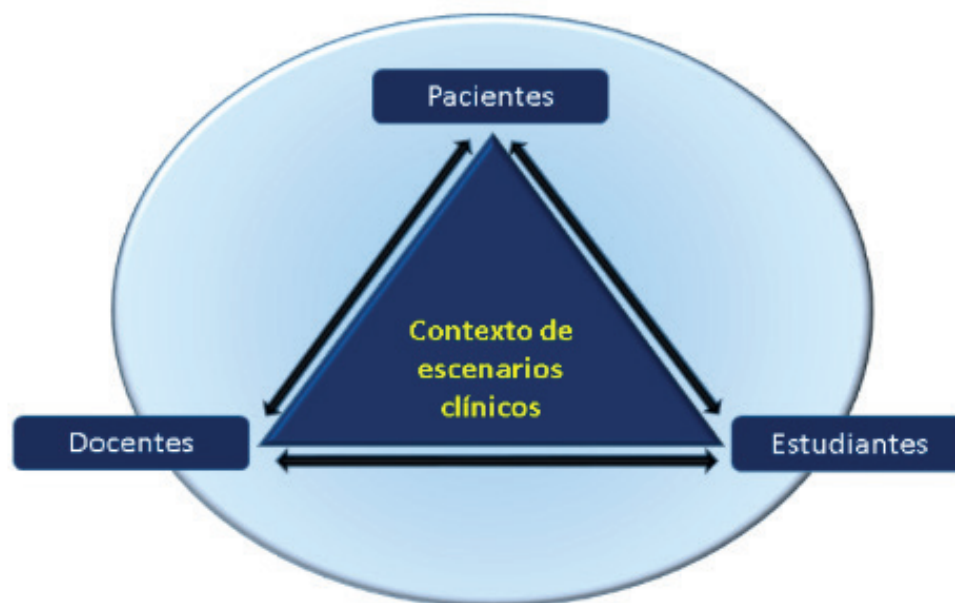 Pacientes
Contexto de
escenarios
clínicos
Docentes
Estudiantes